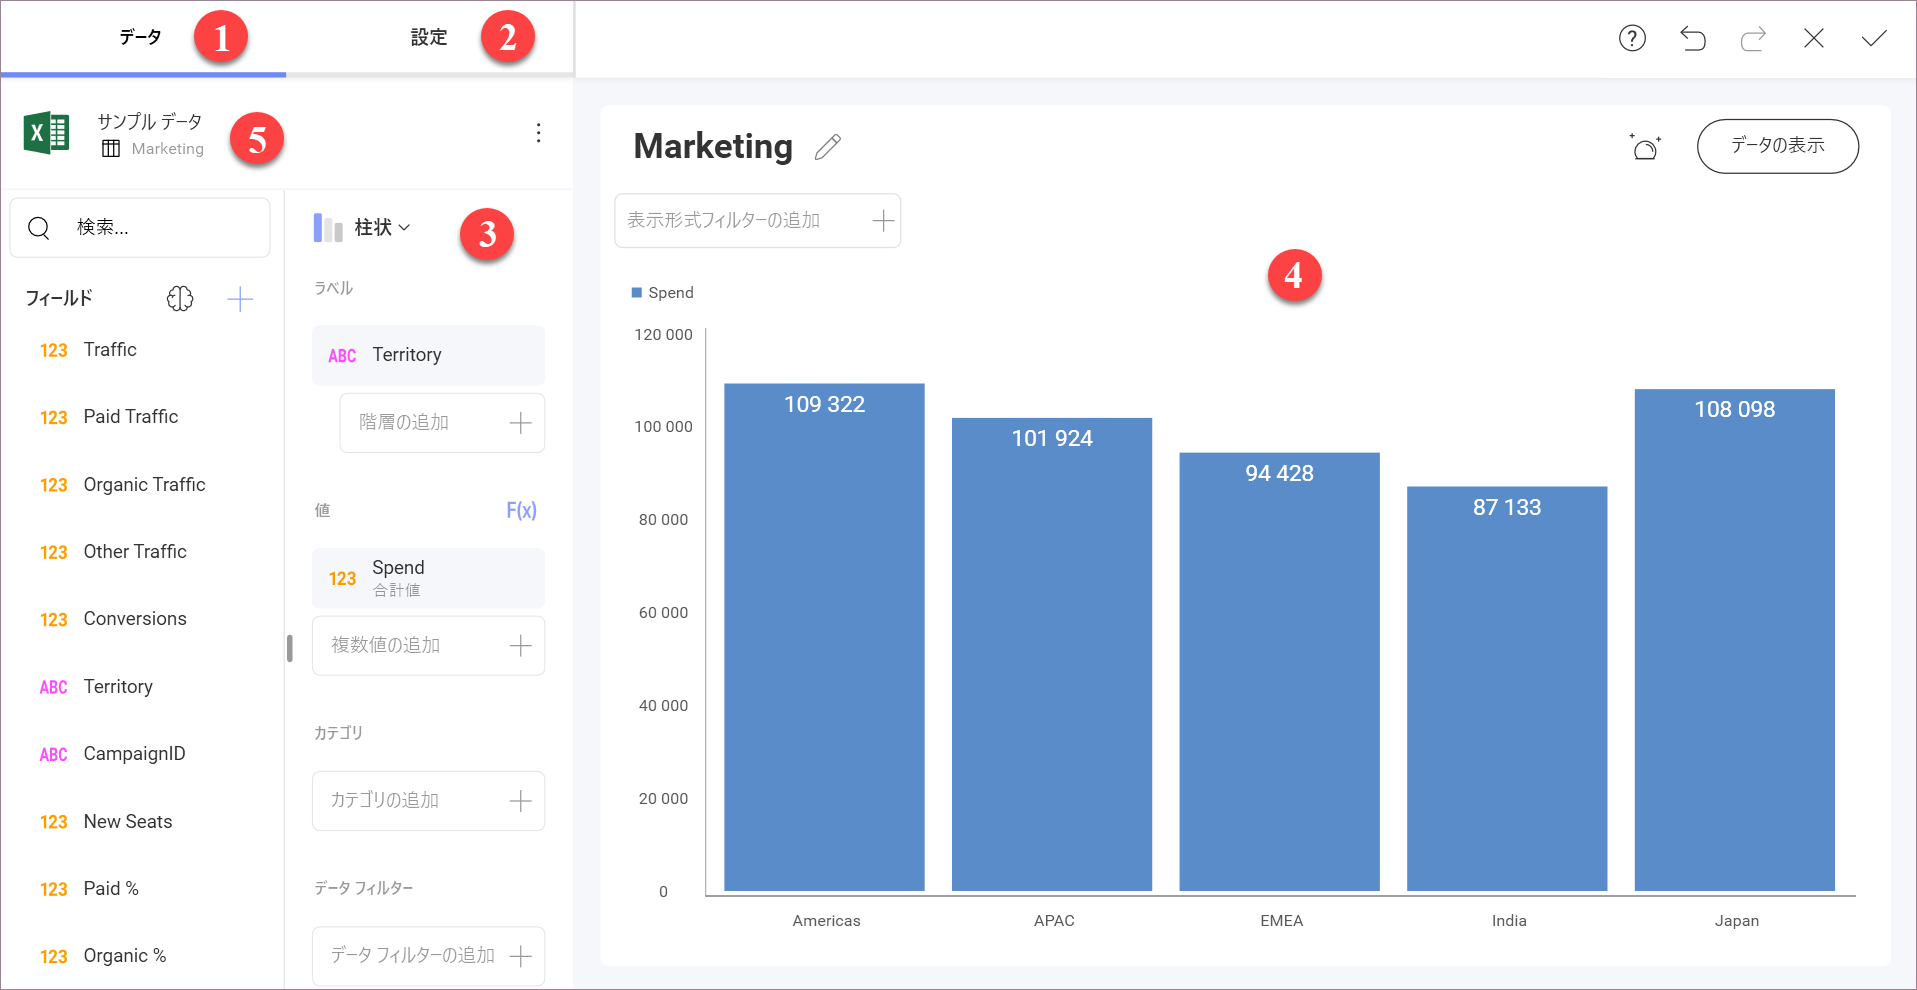 データ
1
設定
2
サンプル データ
Marketing
5
検索...
フィールド
123 Traffic
123 Paid Traffic
123 Organic Traffic
123 Other Traffic
123 Conversions
ABC Territory
ABC CampaignID
123 New Seats
123 Paid %
123 Organic %
柱状
3
ラベル
ABC Territory
階層の追加
値
F(x)
123 Spend
合計値
複数値の追加
カテゴリ
カテゴリの追加
データ フィルター
データ フィルターの追加
Marketing
データの表示
表示形式フィルターの追加
4
Spend
120 000
100 000
80 000
60 000
40 000
20 000
0
109 322
101 924
94 428
87 133
108 098
Americas
APAC
EMEA
India
Japan